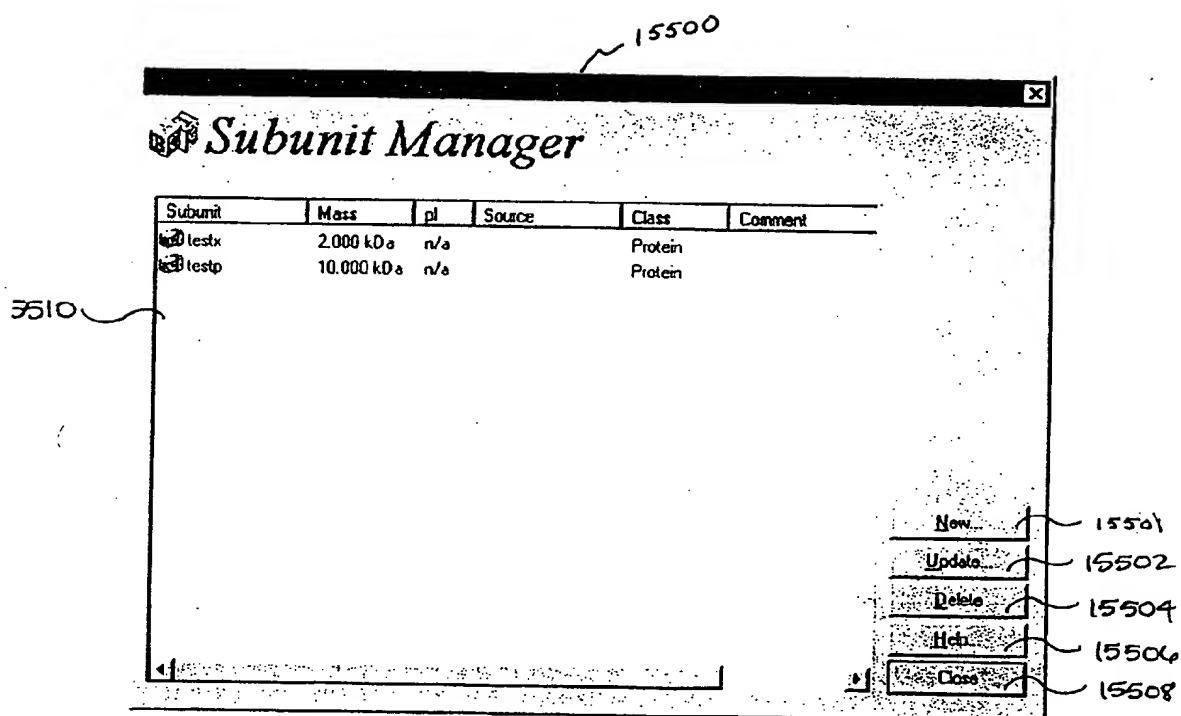 15500
Subunit Manager
Subunit Mass pI Source Class Comment
testx 2.000 kDa n/a Protein
testp 10.000 kDa n/a Protein
3510
New... 15501
Update... 15502
Delete 15504
Help... 15506
Close 15508